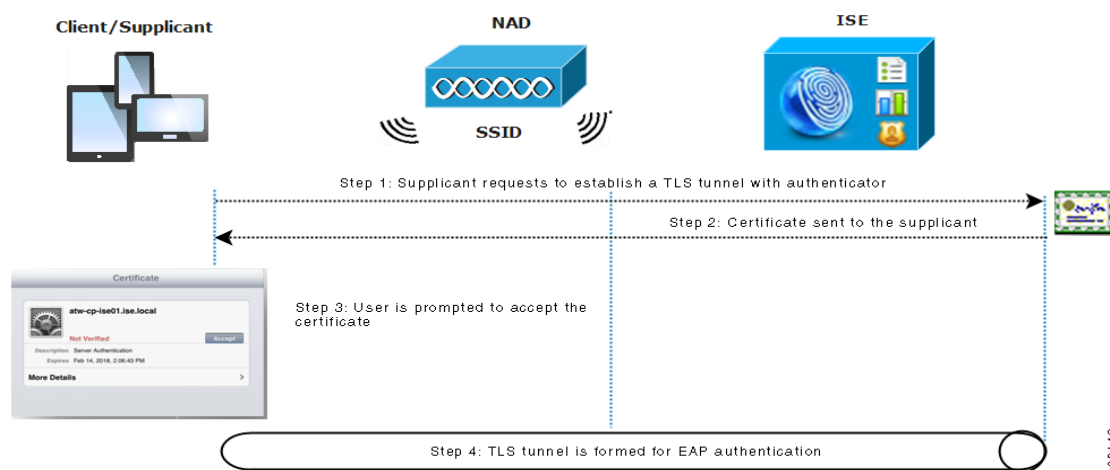 Client/Supplicant
NAD
ISE
SSID
Step 1: Supplicant requests to establish a TLS tunnel with authenticator
Step 2: Certificate sent to the supplicant
Certificate
atw-cp-ise01.ise.local
Not Verified
Accept
Description Server Authentication
Expires Feb 14, 2018, 2:06:43 PM
More Details
Step 3: User is prompted to accept the
certificate
Step 4: TLS tunnel is formed for EAP authentication